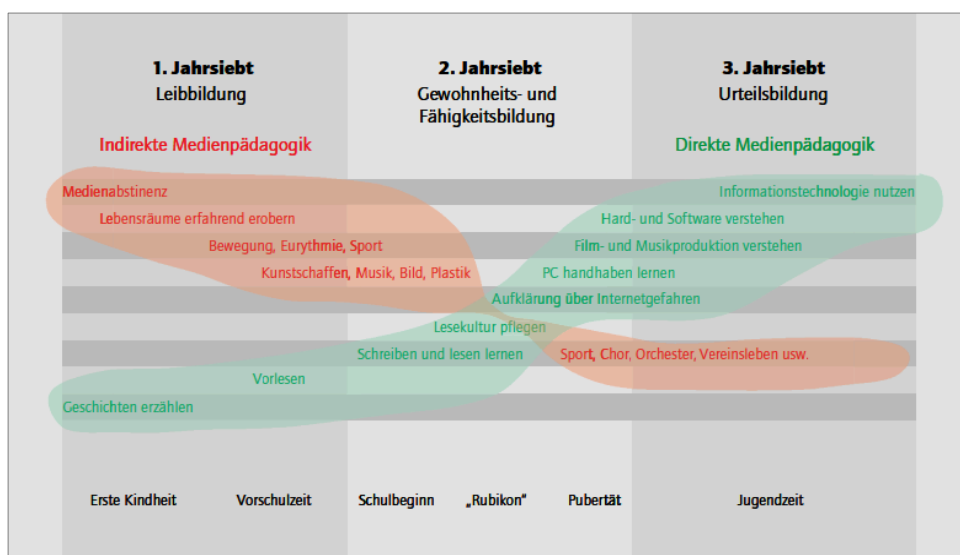 1. Jahrsiebt
Leibbildung
2. Jahrsiebt
Gewohnheits- und
Fähigkeitsbildung
3. Jahrsiebt
Urteilsbildung
Indirekte Medienpädagogik
Direkte Medienpädagogik
Medienabstinenz
Informationstechnologie nutzen
Lebensräume erfahrend erobern
Hard- und Software verstehen
Bewegung, Eurythmie, Sport
Film- und Musikproduktion verstehen
Kunstschaffen, Musik, Bild, Plastik
PC handhaben lernen
Aufklärung über Internetgefahren
Lesekultur pflegen
Schreiben und lesen lernen
Sport, Chor, Orchester, Vereinsleben usw.
Vorlesen
Geschichten erzählen
Erste Kindheit
Vorschulzeit
Schulbeginn
„Rubikon“
Pubertät
Jugendzeit